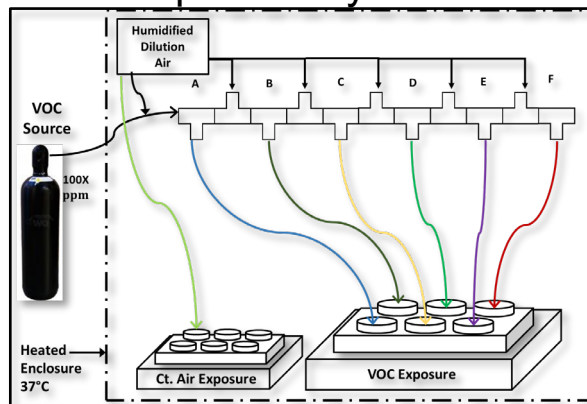 Humidified
Dilution
Air
A
B
C
D
E
F
VOC
Source
100X
ppm
Heated
Enclosure
37°C
Ct. Air Exposure
VOC Exposure